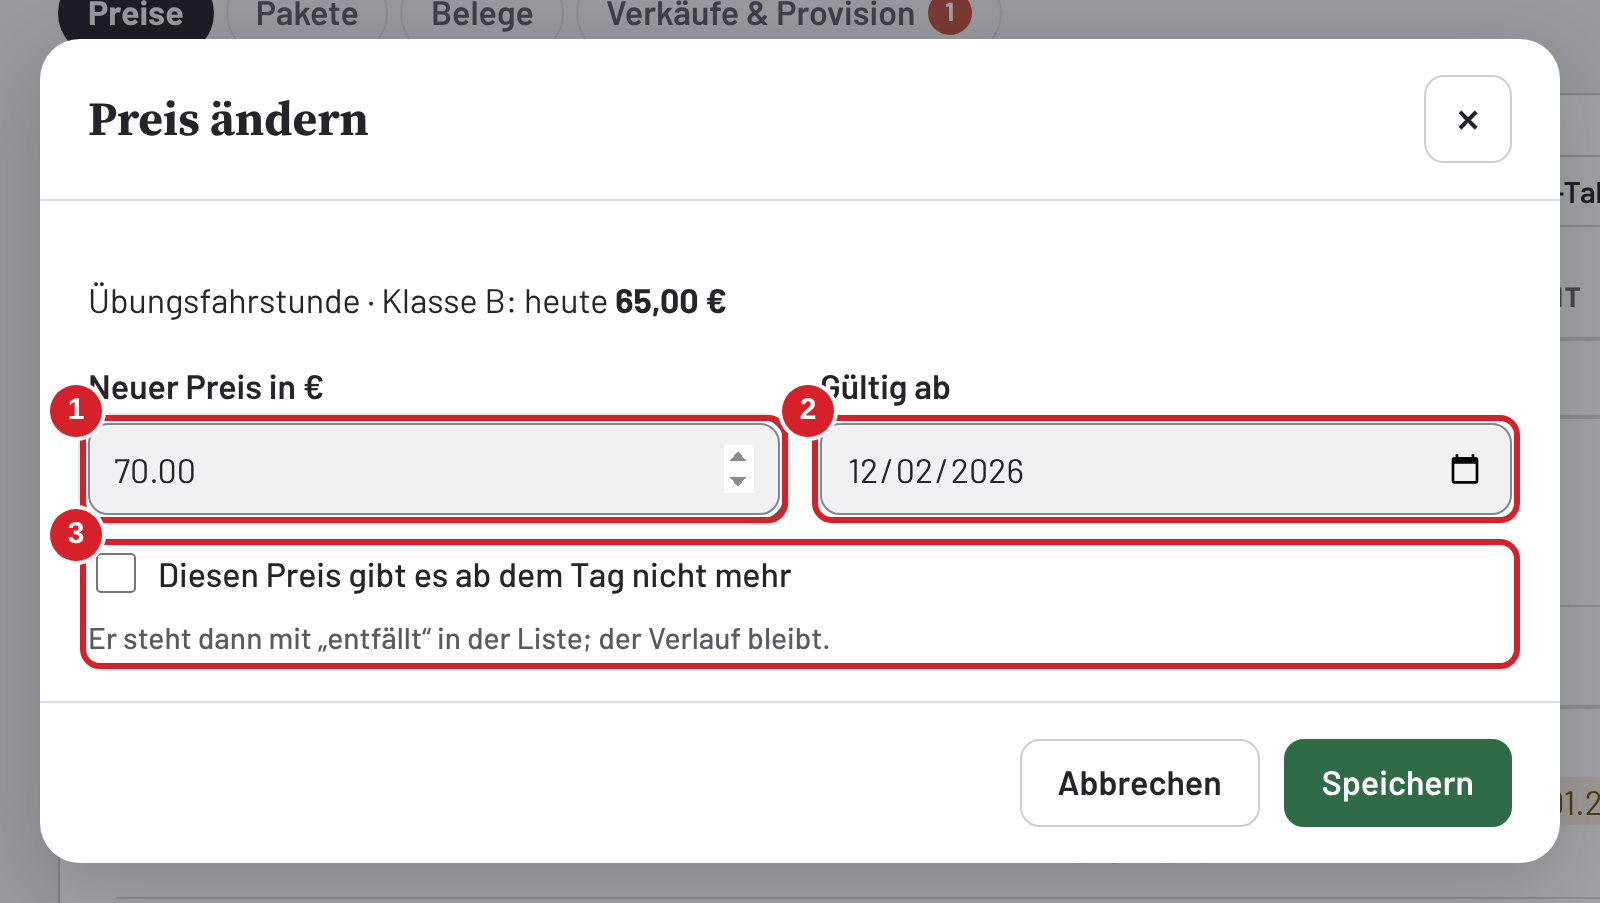 Preise Pakete Belege Verkäufe & Provision 1
Preis ändern ×
Übungsfahrstunde · Klasse B: heute 65,00 €
Neuer Preis in € Gültig ab
1 2
70.00 12/02/2026
3
Diesen Preis gibt es ab dem Tag nicht mehr
Er steht dann mit „entfällt“ in der Liste; der Verlauf bleibt.
Abbrechen Speichern